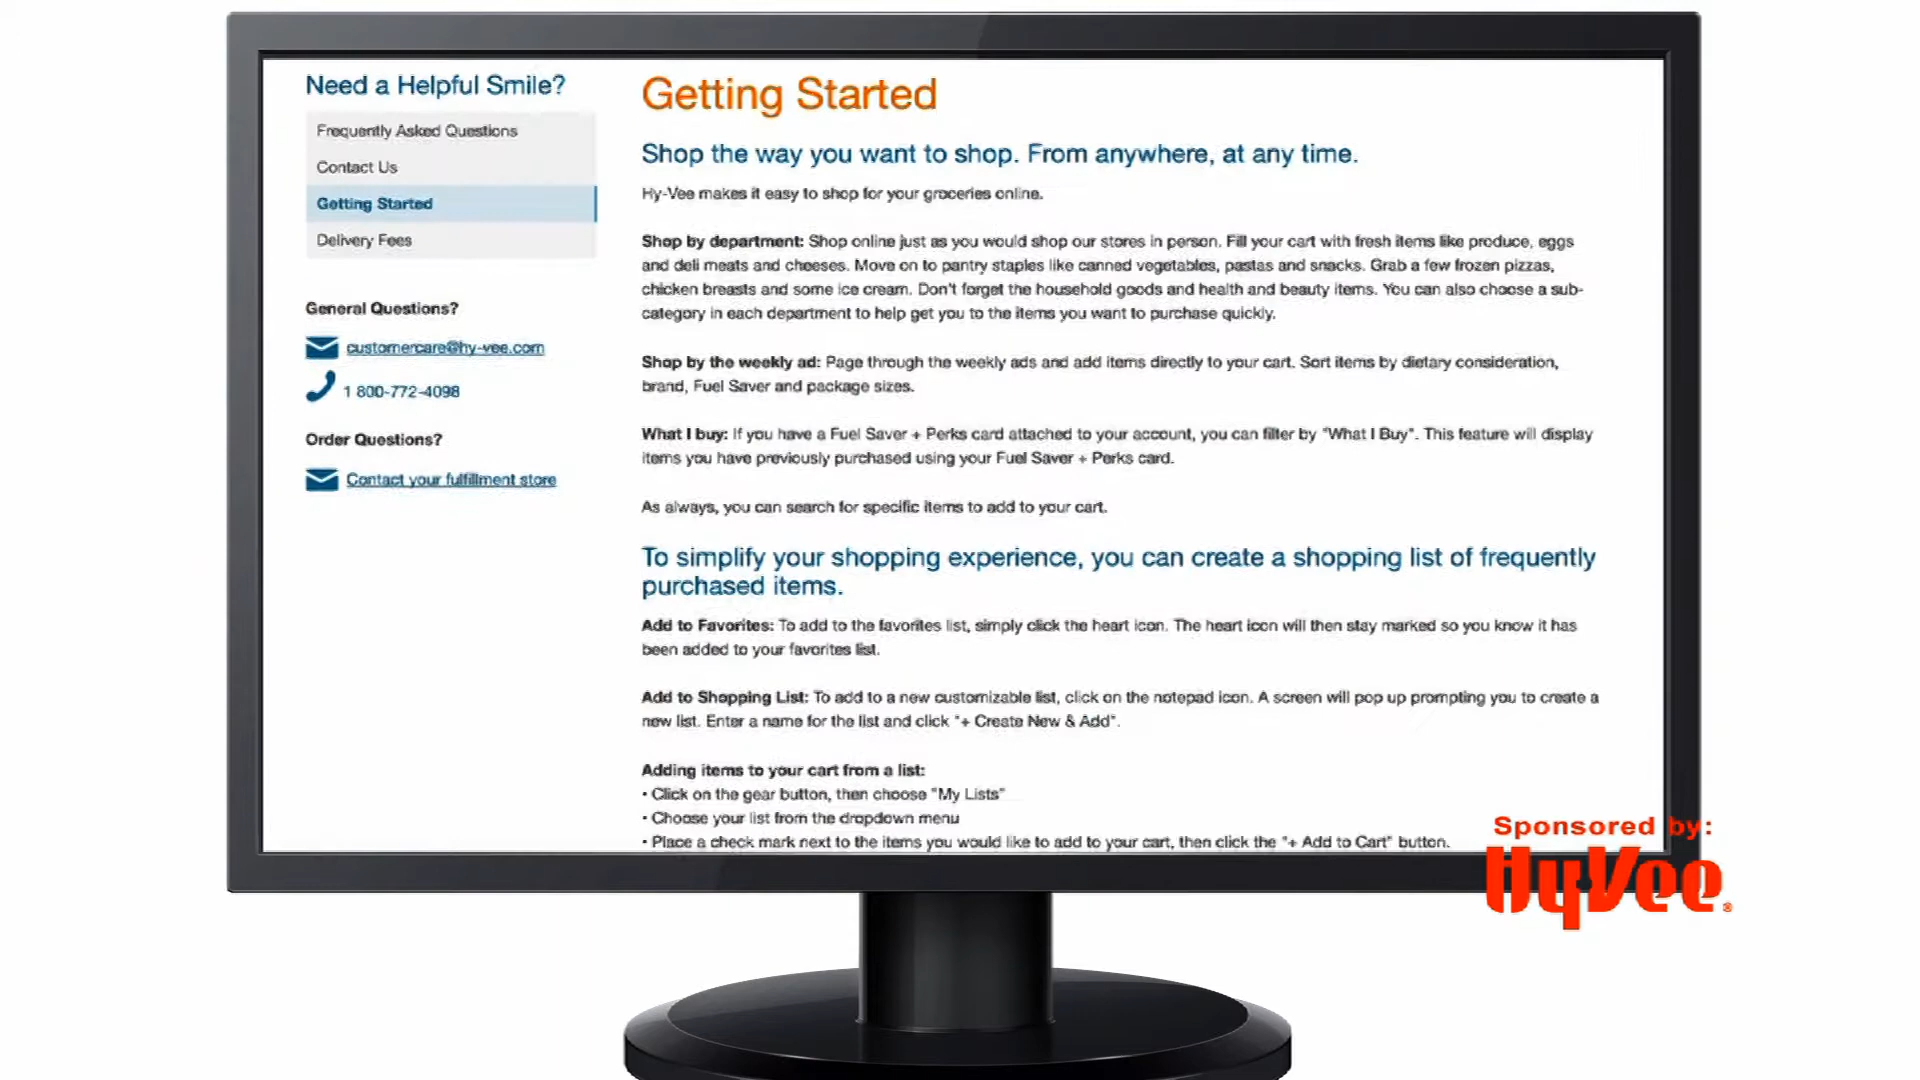 Need a Helpful Smile?
Frequently Asked Questions
Contact Us
Getting Started
Delivery Fees
General Questions?
customercare@hy-vee.com
1 800-772-4098
Order Questions?
Contact your fulfillment store
Getting Started
Shop the way you want to shop. From anywhere, at any time.
Hy-Vee makes it easy to shop for your groceries online.
Shop by department: Shop online just as you would shop our stores in person. Fill your cart with fresh items like produce, eggs
and deli meats and cheeses. Move on to pantry staples like canned vegetables, pastas and snacks. Grab a few frozen pizzas,
chicken breasts and some ice cream. Don't forget the household goods and health and beauty items. You can also choose a sub-
category in each department to help get you to the items you want to purchase quickly.
Shop by the weekly ad: Page through the weekly ads and add items directly to your cart. Sort items by dietary consideration,
brand, Fuel Saver and package sizes.
What I buy: If you have a Fuel Saver + Perks card attached to your account, you can filter by "What I Buy". This feature will display
items you have previously purchased using your Fuel Saver + Perks card.
As always, you can search for specific items to add to your cart.
To simplify your shopping experience, you can create a shopping list of frequently
purchased items.
Add to Favorites: To add to the favorites list, simply click the heart icon. The heart icon will then stay marked so you know it has
been added to your favorites list.
Add to Shopping List: To add to a new customizable list, click on the notepad icon. A screen will pop up prompting you to create a
new list. Enter a name for the list and click "+ Create New & Add".
Adding items to your cart from a list:
• Click on the gear button, then choose "My Lists"
• Choose your list from the dropdown menu
• Place a check mark next to the items you would like to add to your cart, then click the "+ Add to Cart" button.
Sponsored by:
HyVee®